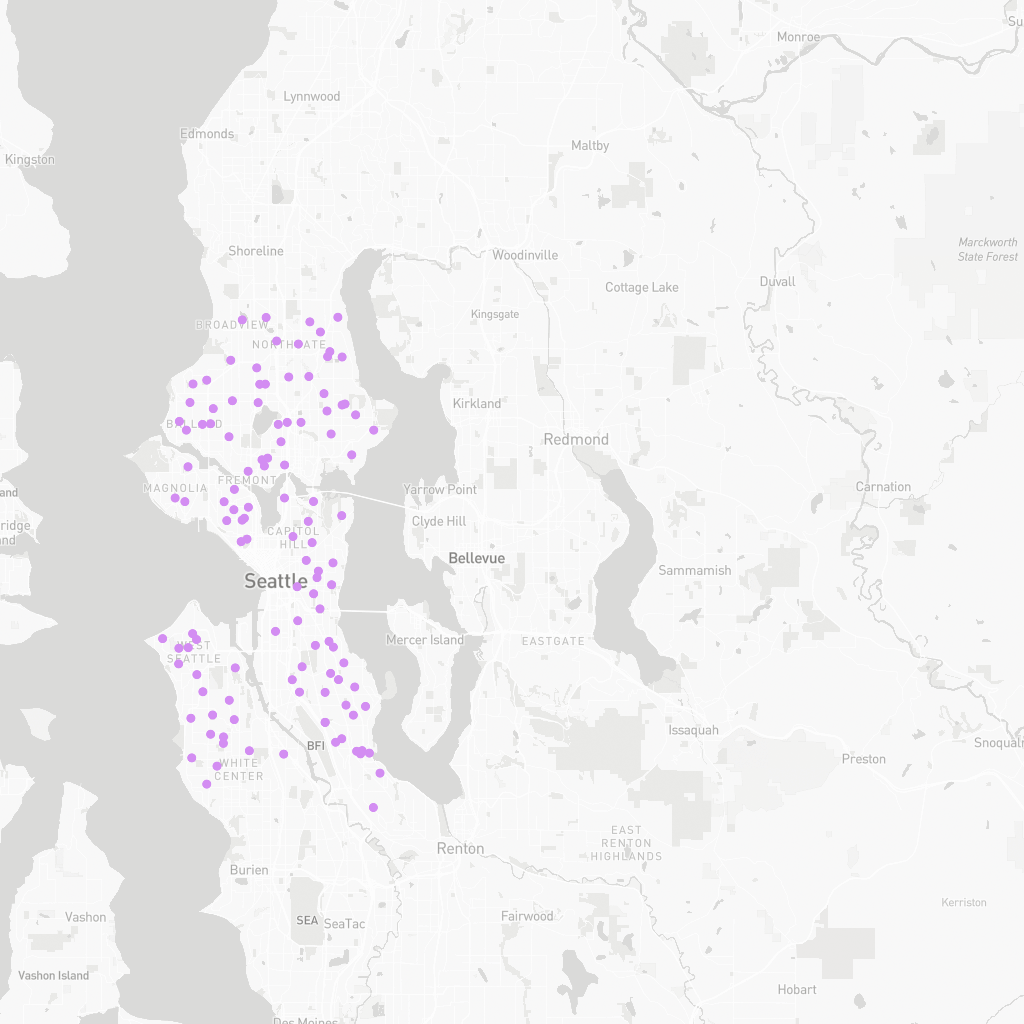 Monroe
Su
Lynnwood
Edmonds
Maltby
Kingston
Marckworth
State Forest
Shoreline
Woodinville
Duvall
Cottage Lake
Kingsgate
BROADVIEW
NORTHGATE
Kirkland
BALLARD
Redmond
FREMONT
MAGNOLIA
Yarrow Point
Carnation
land
Clyde Hill
ridge
and
CAPITOL
HILL
Bellevue
Sammamish
Seattle
Mercer Island
EASTGATE
WEST
SEATTLE
Issaquah
Snoqualm
BFI
Preston
WHITE
CENTER
EAST
RENTON
HIGHLANDS
Renton
Burien
Kerriston
Vashon
SEA
SeaTac
Fairwood
Vashon Island
Hobart
Des Moines